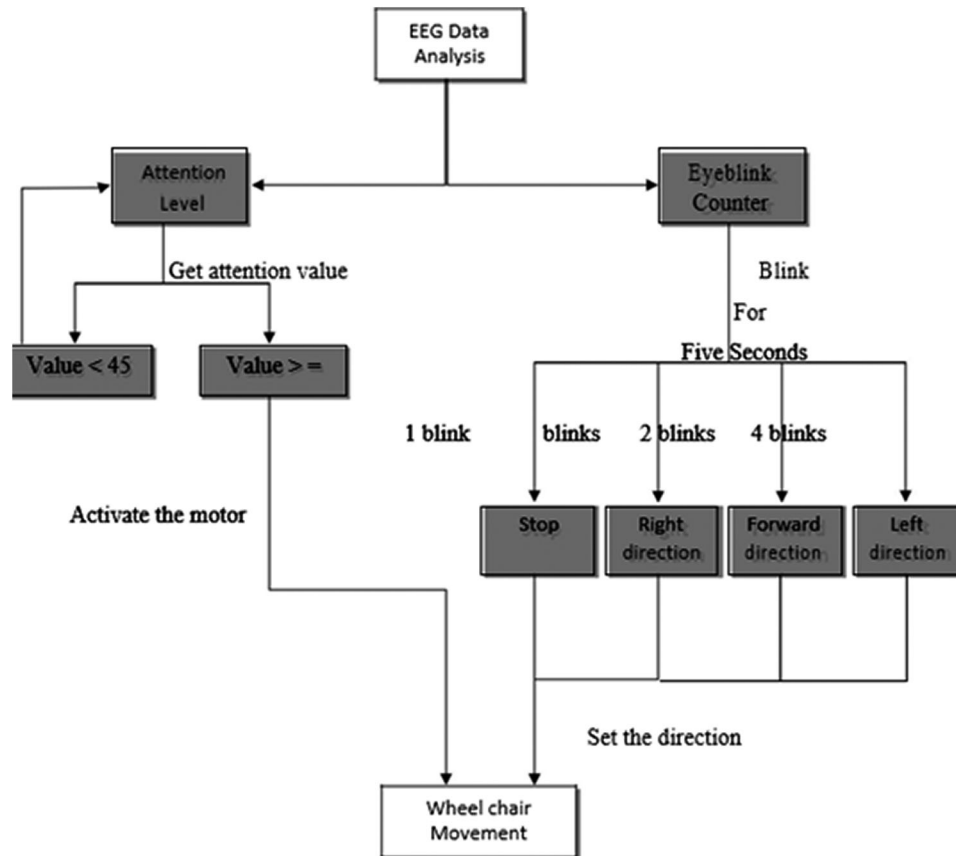 EEG Data
Analysis
Attention
Level
Eyeblink
Counter
Get attention value
Blink
For
Five Seconds
Value < 45
Value > =
1 blink
blinks
2 blinks
4 blinks
Activate the motor
Stop
Right
direction
Forward
direction
Left
direction
Set the direction
Wheel chair
Movement